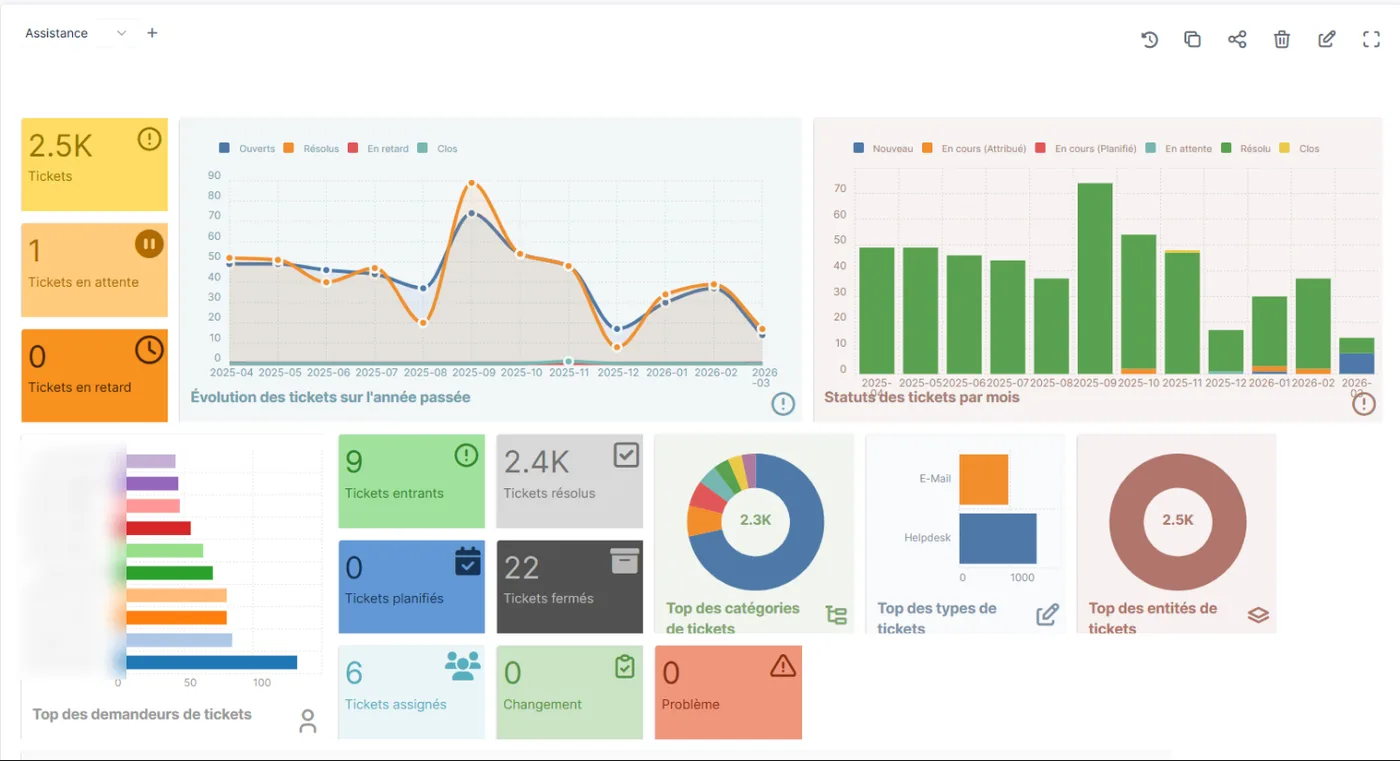 Assistance
2.5K
Tickets
1
Tickets en attente
0
Tickets en retard
Ouverts Résolus En retard Clos
90
80
70
60
50
40
30
20
10
0
2025-04 2025-05 2025-06 2025-07 2025-08 2025-09 2025-10 2025-11 2025-12 2026-01 2026-02 2026
-03
Évolution des tickets sur l'année passée
Nouveau En cours (Attribué) En cours (Planifié) En attente Résolu Clos
70
60
50
40
30
20
10
0
2025- 2025-05 2025-06 2025-07 2025-08 2025-09 2025-10 2025-11 2025-12 2026-01 2026-02 2026-
04 03
Statuts des tickets par mois
0 50 100
Top des demandeurs de tickets
9
Tickets entrants
2.4K
Tickets résolus
0
Tickets planifiés
22
Tickets fermés
6
Tickets assignés
0
Changement
0
Problème
2.3K
Top des catégories
de tickets
E-Mail
Helpdesk
0 1000
Top des types de
tickets
2.5K
Top des entités de
tickets